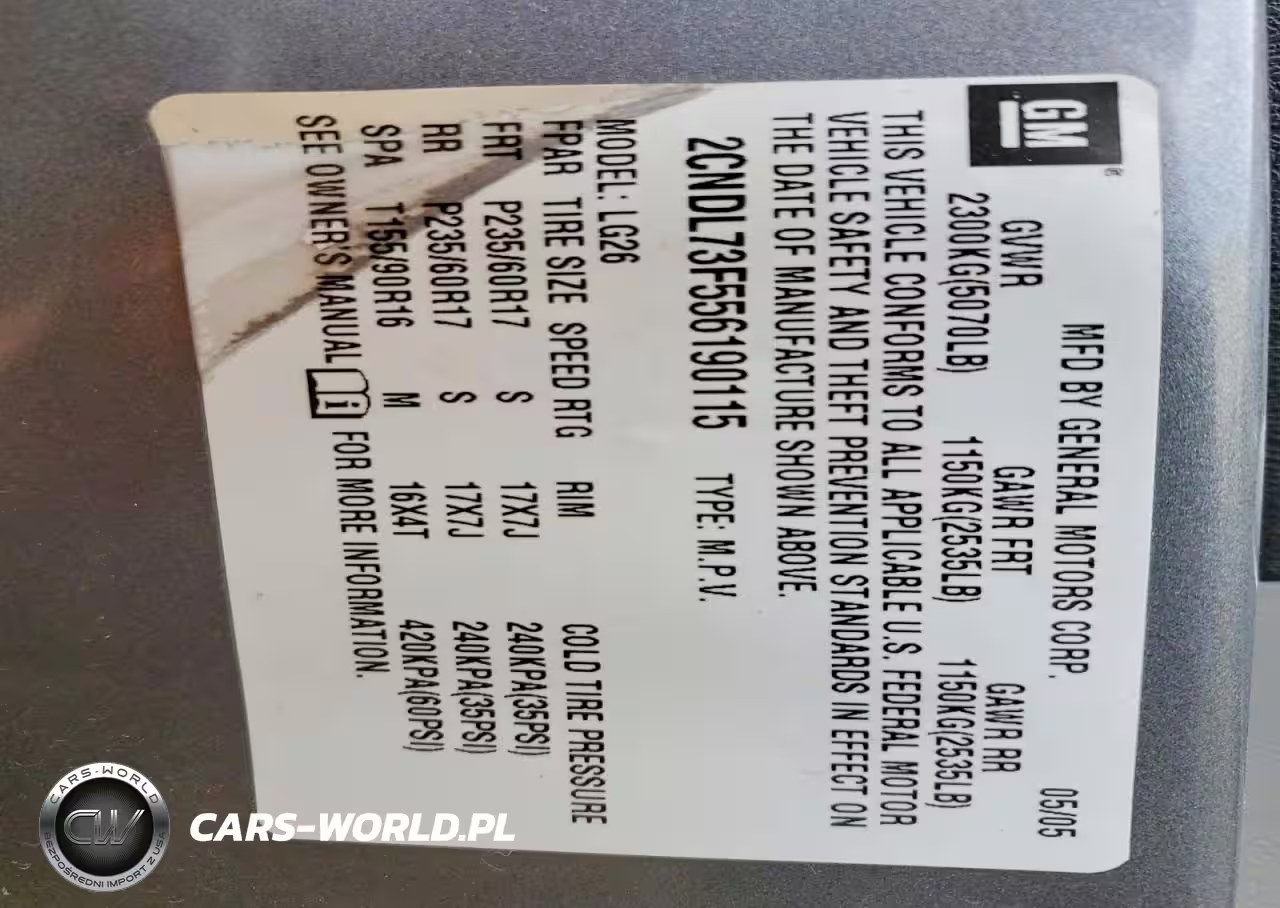 GM
MFD BY GENERAL MOTORS CORP. 05/05
GVWR GAWR FRT GAWR RR
2300KG(5070LB) 1150KG(2535LB) 1150KG(2535LB)
THIS VEHICLE CONFORMS TO ALL APPLICABLE U.S. FEDERAL MOTOR
VEHICLE SAFETY AND THEFT PREVENTION STANDARDS IN EFFECT ON
THE DATE OF MANUFACTURE SHOWN ABOVE.
2CNDL73F556190115 TYPE: M.P.V.
MODEL: LG26
FPAR TIRE SIZE SPEED RTG RIM COLD TIRE PRESSURE
FRT P235/60R17 S 17X7J 240KPA(35PSI)
RR P235/60R17 S 17X7J 240KPA(35PSI)
SPA T155/90R16 M 16X4T 420KPA(60PSI)
SEE OWNER'S MANUAL i FOR MORE INFORMATION.
CARS-WORLD
CW
BEZPOŚREDNI IMPORT Z USA
CARS-WORLD.PL